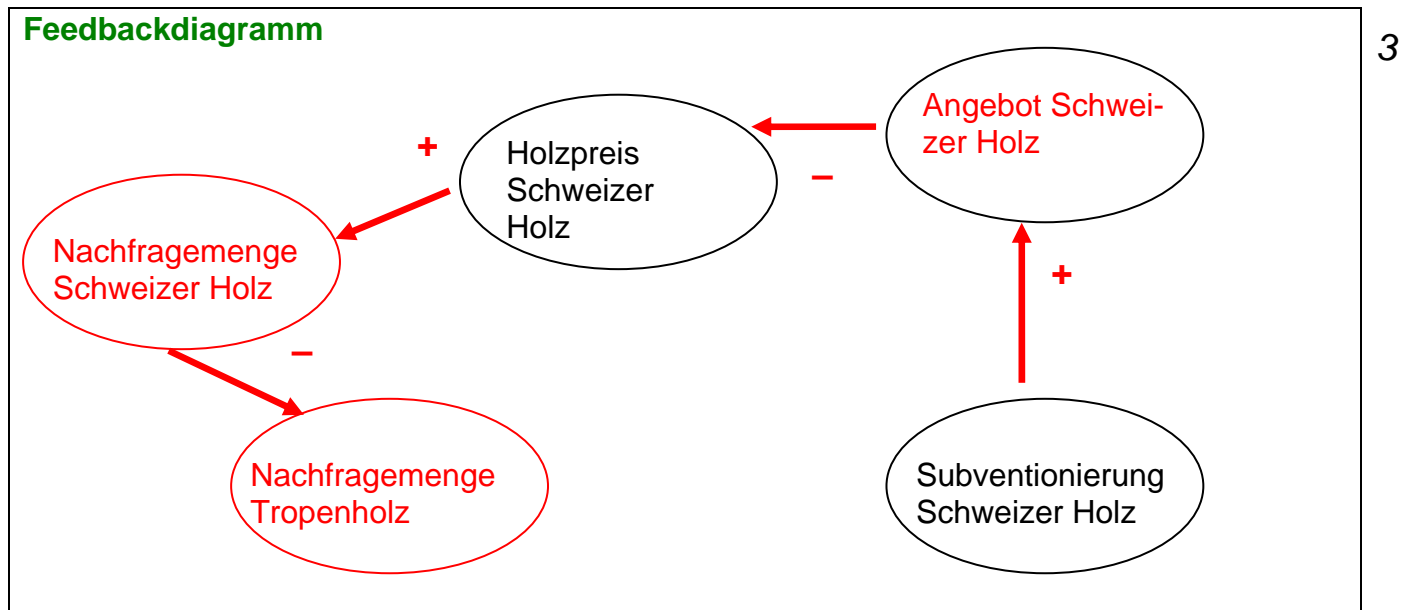 Feedbackdiagramm
3
Angebot Schwei-
zer Holz
–
+
Holzpreis
Schweizer
Holz
Nachfragemenge
Schweizer Holz
+
–
Nachfragemenge
Tropenholz
Subventionierung
Schweizer Holz